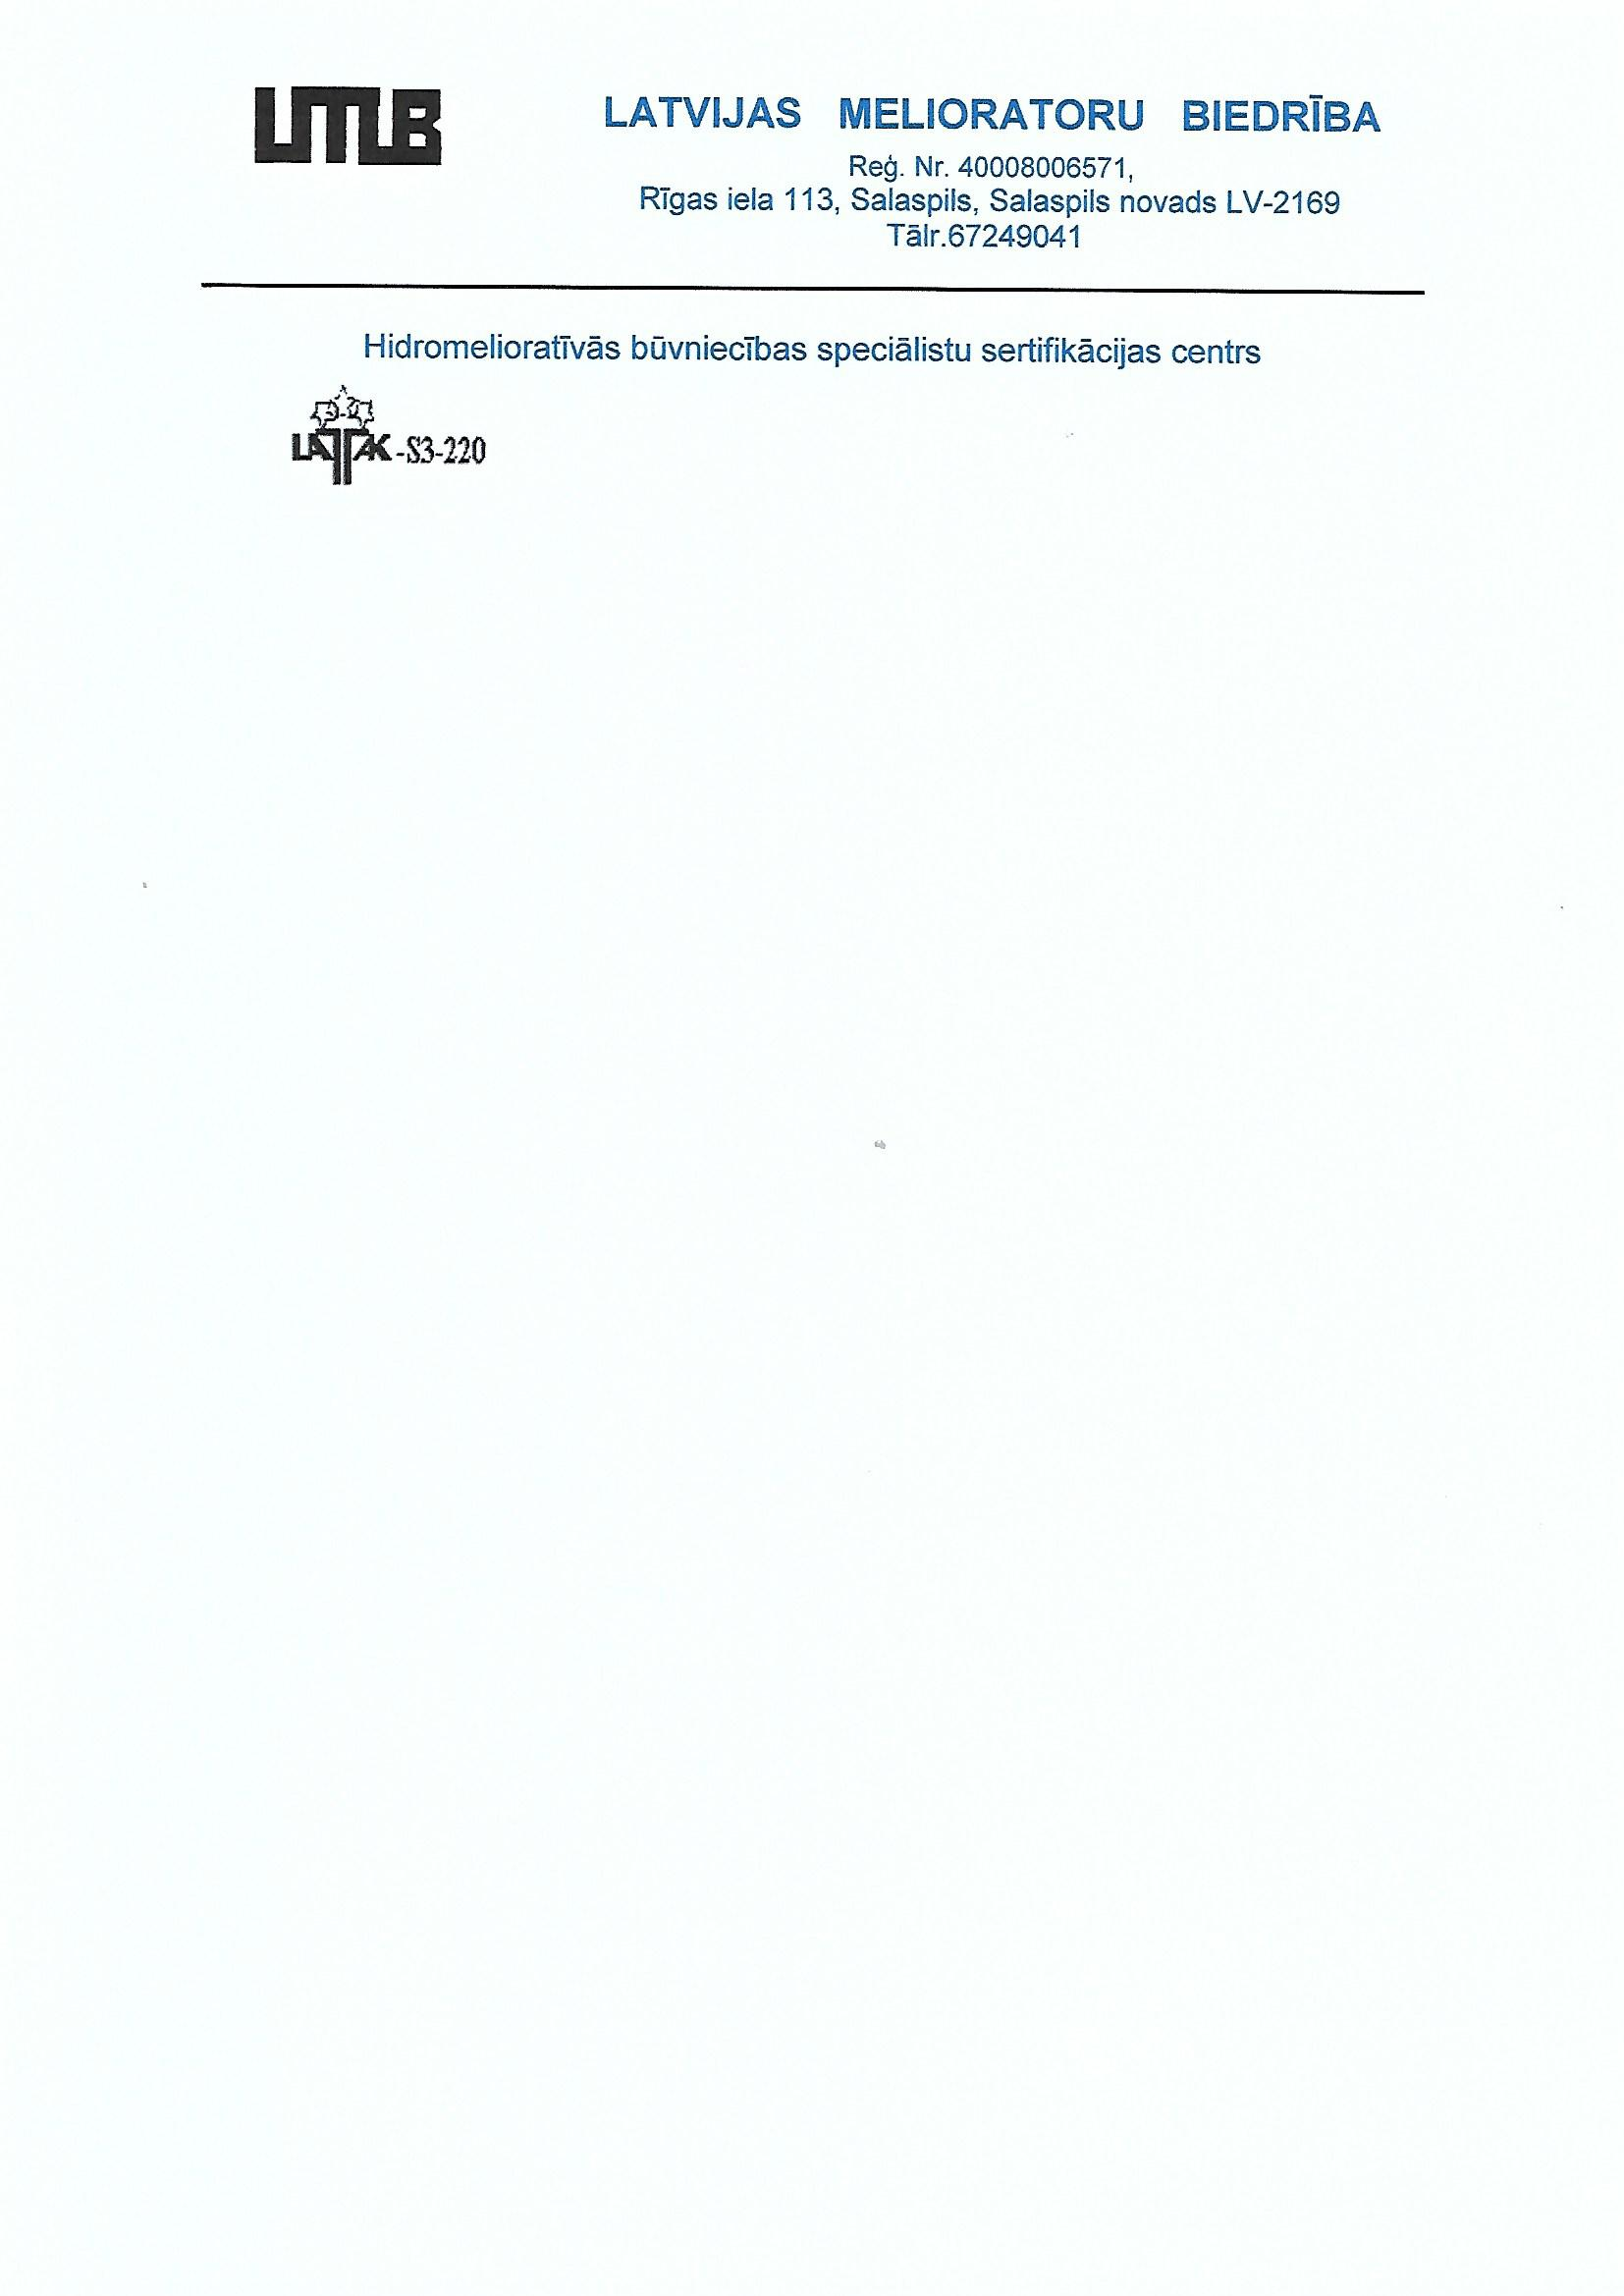 LMB
LATVIJAS MELIORATORU BIEDRĪBA
Reģ. Nr. 40008006571,
Rīgas iela 113, Salaspils, Salaspils novads LV-2169
Tālr.67249041
Hidromelioratīvās būvniecības speciālistu sertifikācijas centrs
LATAK-S3-220